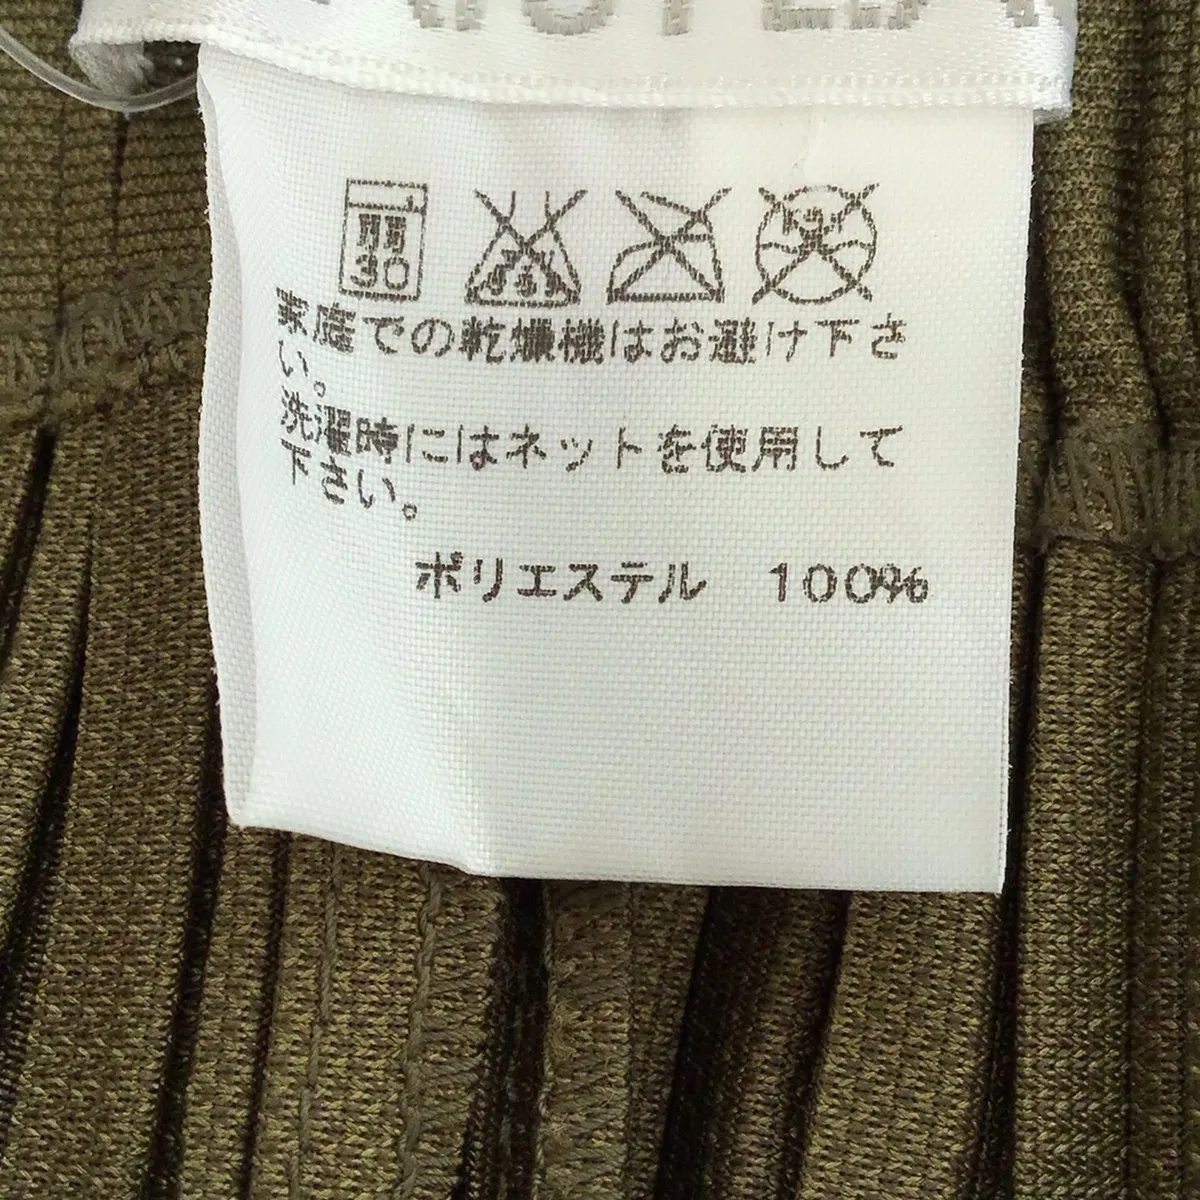 弱 30
家庭での乾燥機はお避け下さ
い。
洗濯時にはネットを使用して
下さい。
ポリエステル 100%